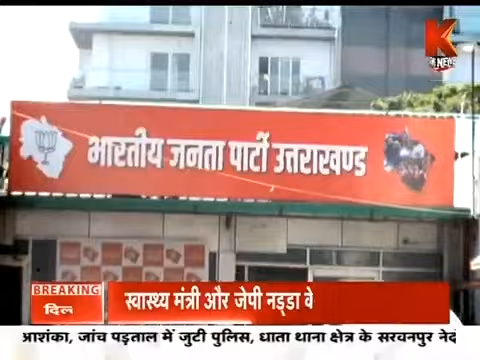 K
NEWS
भारतीय जनता पार्टी उत्तराखण्ड
BREAKING
दिल
स्वास्थ्य मंत्री और जेपी नड्डा वे
आशंका, जांच पड़ताल में जुटी पुलिस, धाता थाना क्षेत्र के सरवनपुर नेदं